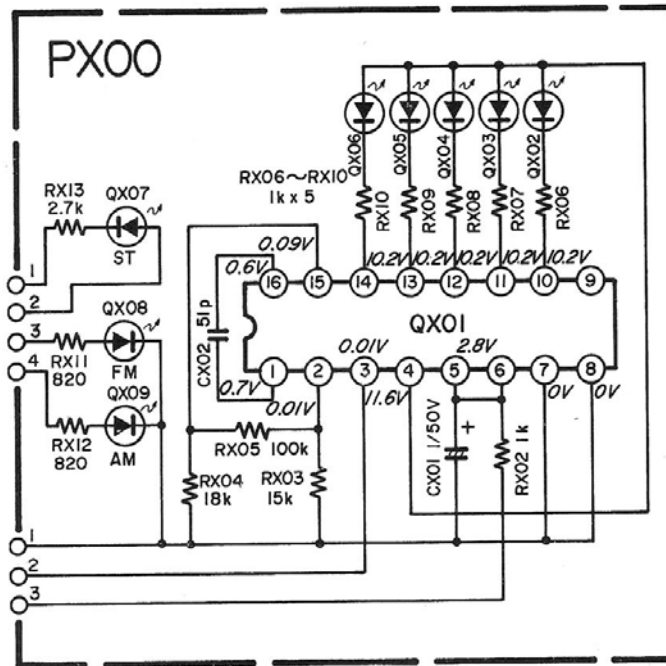 PX00
QX06
QX05
QX04
QX03
QX02
RX06~RX10
1k x 5
RX10
RX09
RX08
RX07
RX06
RX13
2.7k
QX07
ST
1
2
3
4
QX08
FM
RX11
820
QX09
AM
RX12
820
0.09V
0.6V
10.2V
10.2V
10.2V
10.2V
10.2V
16
15
14
13
12
11
10
9
QX01
51p
CX02
0.01V
2.8V
1
2
3
4
5
6
7
8
0.7V
0.01V
11.6V
0V
0V
RX05 100k
RX04
18k
RX03
15k
CX01 1/50V
+
RX02 1k
1
2
3